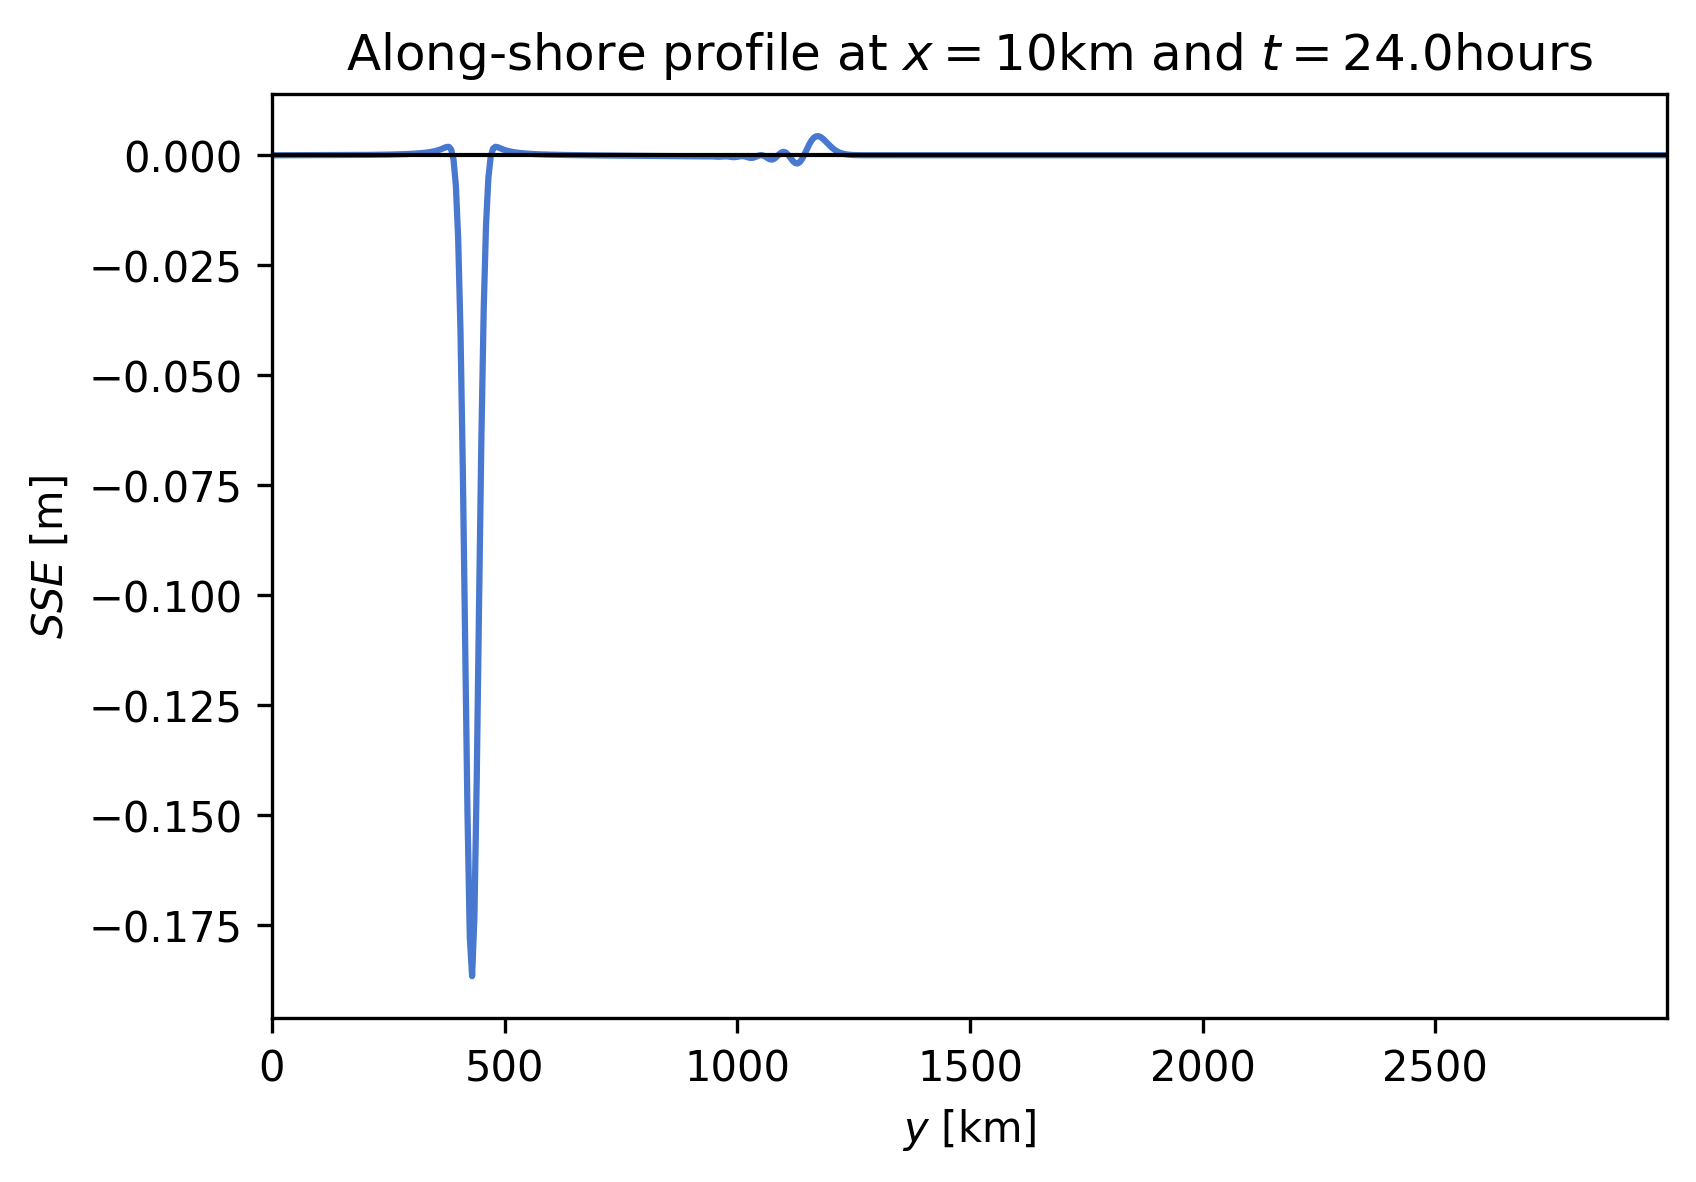 Along-shore profile at x = 10km and t = 24.0hours
0.000
−0.025
−0.050
−0.075
−0.100
−0.125
−0.150
−0.175
SSE [m]
0 500 1000 1500 2000 2500
y [km]